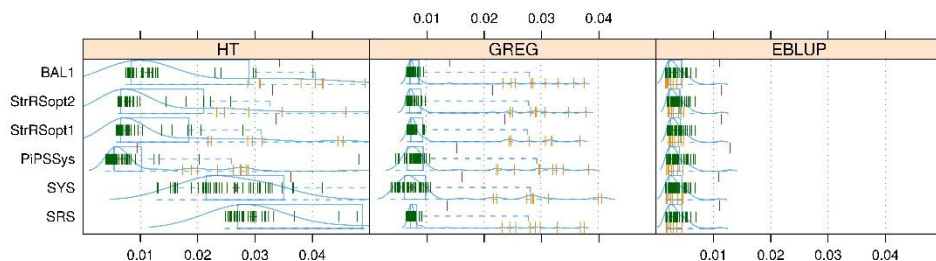 0.01 0.02 0.03 0.04
HT GREG EBLUP
BAL1
StrRSopt2
StrRSopt1
PiPSSys
SYS
SRS
0.01 0.02 0.03 0.04 0.01 0.02 0.03 0.04